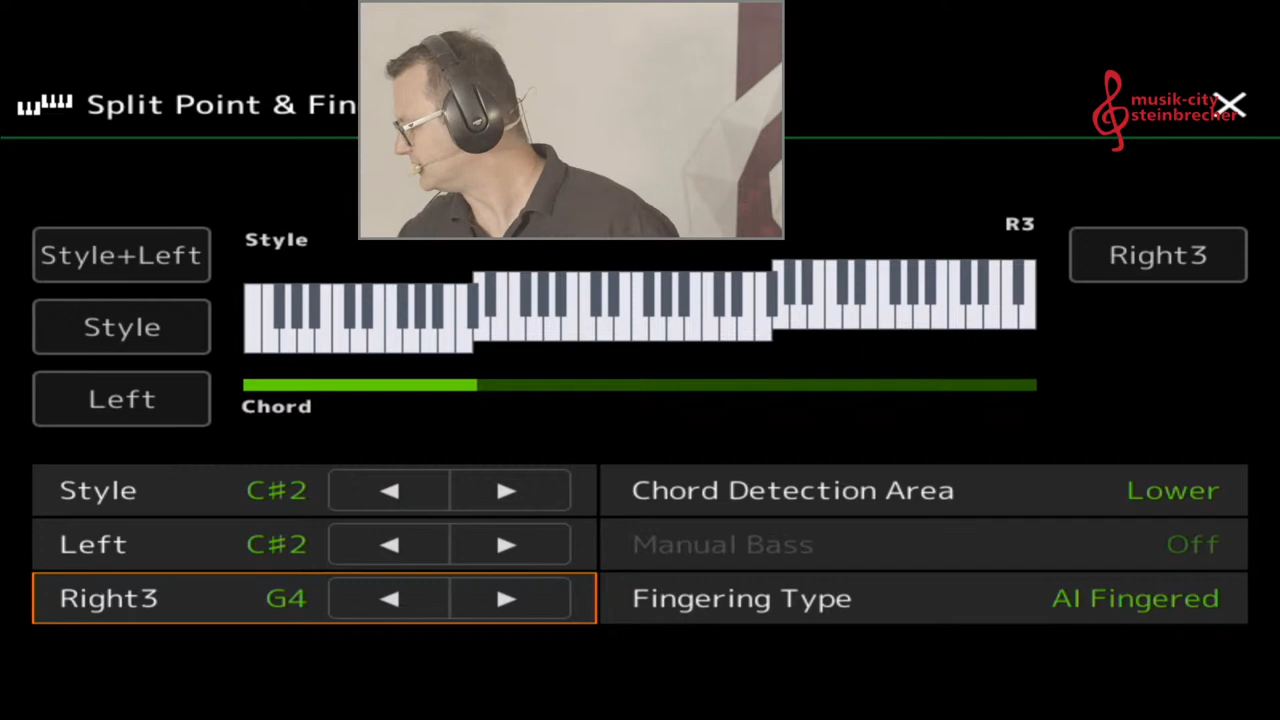 Split Point & Fin
musik-city
steinbrecher
Style+Left
Style
R3
Right3
Style
Left
Chord
Style C#2 ◀ ▶ Chord Detection Area Lower
Left C#2 ◀ ▶ Manual Bass Off
Right3 G4 ◀ ▶ Fingering Type AI Fingered